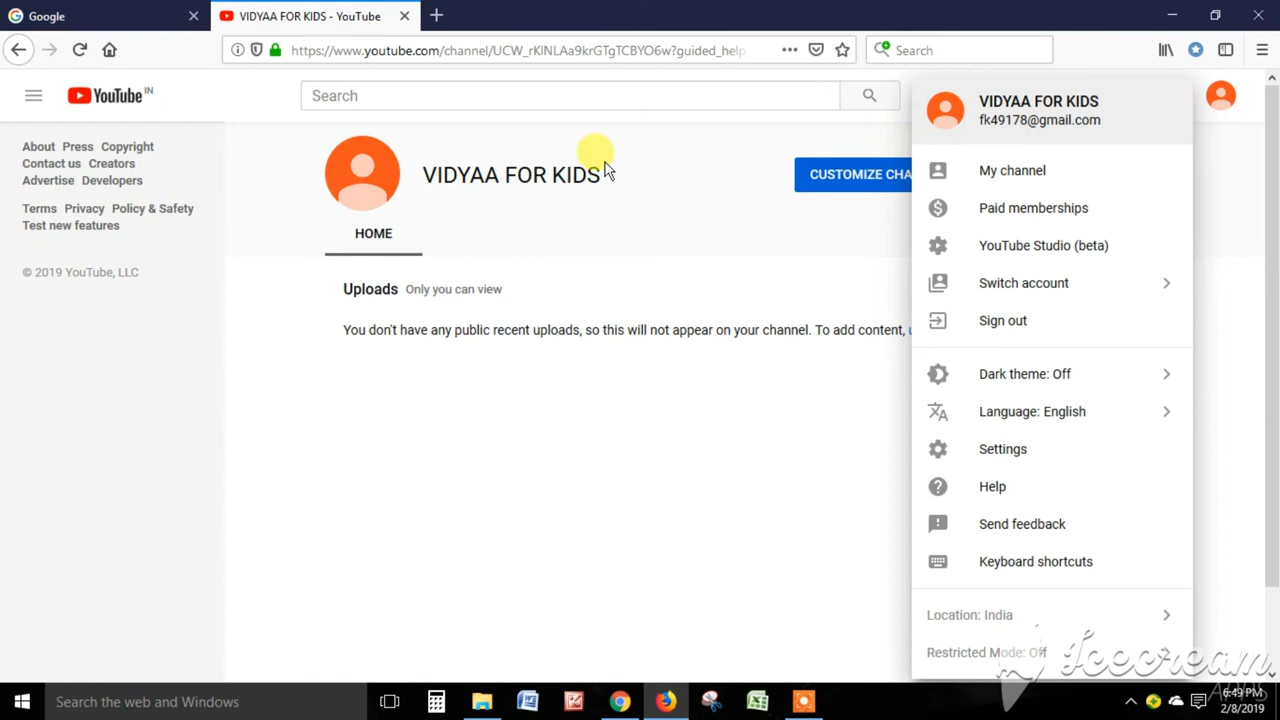 Google
VIDYAA FOR KIDS - YouTube
https://www.youtube.com/channel/UCW_rKINLAa9krGTgTCBYO6w?guided_help
Search
YouTube IN
Search
About Press Copyright
Contact us Creators
Advertise Developers
Terms Privacy Policy & Safety
Test new features
© 2019 YouTube, LLC
VIDYAA FOR KIDS
CUSTOMIZE CHA
HOME
Uploads Only you can view
You don't have any public recent uploads, so this will not appear on your channel. To add content,
VIDYAA FOR KIDS
fk49178@gmail.com
My channel
Paid memberships
YouTube Studio (beta)
Switch account
Sign out
Dark theme: Off
Language: English
Settings
Help
Send feedback
Keyboard shortcuts
Location: India
Restricted Mode: Off
Icecream
APPS
Search the web and Windows
6:49 PM
2/8/2019